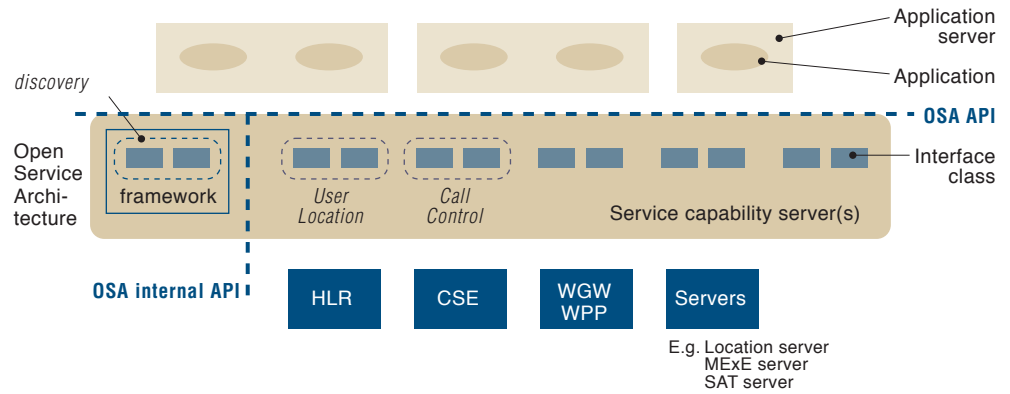 Application
server
Application
discovery
OSA API
Open
Service
Archi-
tecture
framework
User
Location
Call
Control
Interface
class
Service capability server(s)
OSA internal API
HLR
CSE
WGW
WPP
Servers
E.g. Location server
MExE server
SAT server